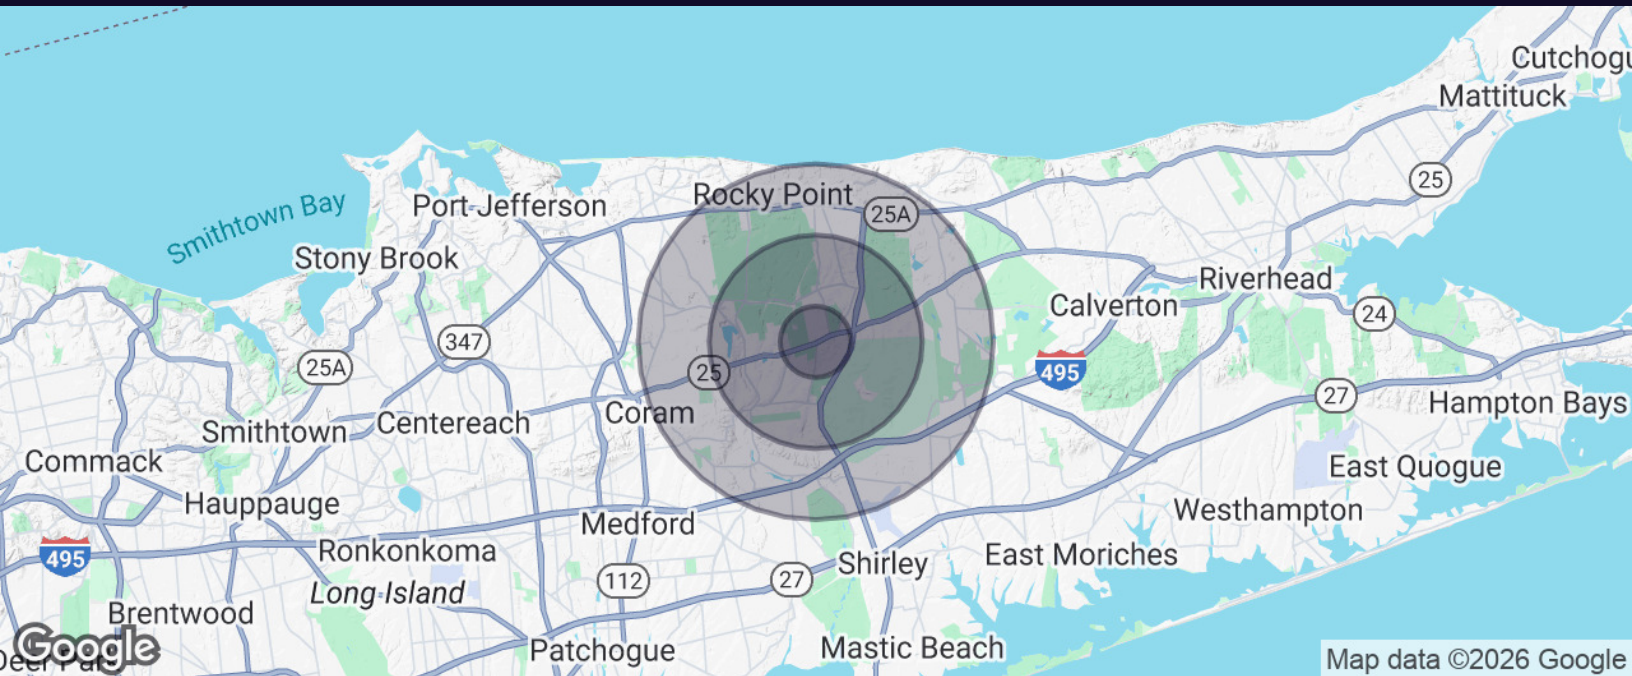 Cutchogu
Mattituck
25
Rocky Point
Port Jefferson
25A
Smithtown Bay
Stony Brook
Riverhead
Calverton
24
347
25A
25
495
27
Hampton Bays
Coram
Centereach
Smithtown
Commack
East Quogue
Hauppauge
Westhampton
Medford
Ronkonkoma
495
East Moriches
Shirley
112
27
Long Island
Brentwood
Patchogue
Mastic Beach
Google
Deer Park
Map data ©2026 Google